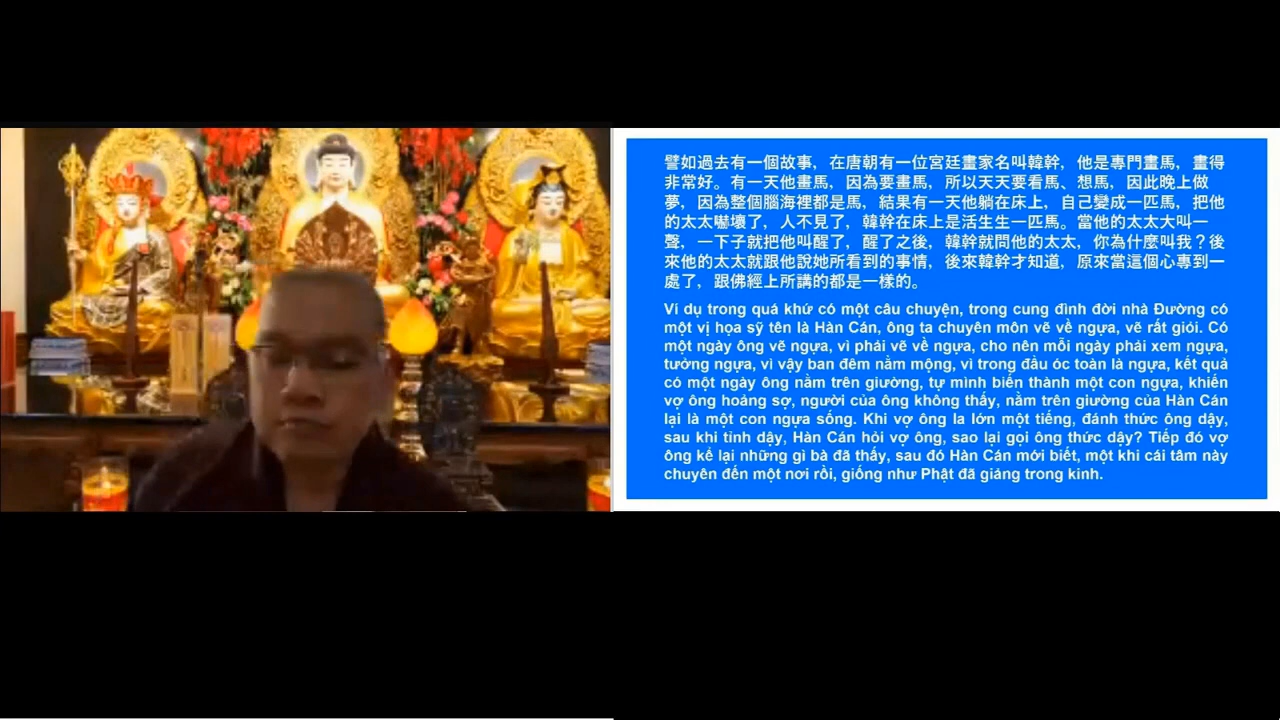 譬如過去有一個故事，在唐朝有一位宮廷畫家名叫韓幹，他是專門畫馬，畫得
非常好。有一天他畫馬，因為要畫馬，所以天天要看馬、想馬，因此晚上做
夢，因為整個腦海裡都是馬，結果有一天他躺在床上，自己變成一匹馬，把他
的太太嚇壞了，人不見了，韓幹在床上是活生生一匹馬。當他的太太大叫一
聲，一下子就把他叫醒了，醒了之後，韓幹就問他的太太，你為什麼叫我？後
來他的太太就跟他說她所看到的事情，後來韓幹才知道，原來當這個心專到一
處了，跟佛經上所講的都是一樣的。
Ví dụ trong quá khứ có một câu chuyện, trong cung đình đời nhà Đường có
một vị họa sỹ tên là Hàn Cán, ông ta chuyên môn vẽ về ngựa, vẽ rất giỏi. Có
một ngày ông vẽ ngựa, vì phải vẽ về ngựa, cho nên mỗi ngày phải xem ngựa,
tưởng ngựa, vì vậy ban đêm nằm mộng, vì trong đầu óc toàn là ngựa, kết quả
có một ngày ông nằm trên giường, tự mình biến thành một con ngựa, khiến
vợ ông hoảng sợ, người của ông không thấy, nằm trên giường của Hàn Cán
lại là một con ngựa sống. Khi vợ ông la lớn một tiếng, đánh thức ông dậy,
sau khi tỉnh dậy, Hàn Cán hỏi vợ ông, sao lại gọi ông thức dậy? Tiếp đó vợ
ông kể lại những gì bà đã thấy, sau đó Hàn Cán mới biết, một khi cái tâm này
chuyên đến một nơi rồi, giống như Phật đã giảng trong kinh.